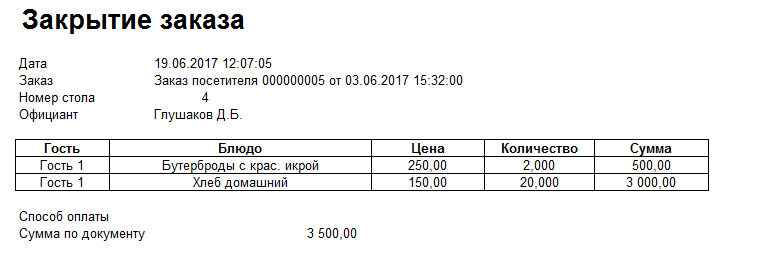 Закрытие заказа
Дата 19.06.2017 12:07:05
Заказ Заказ посетителя 000000005 от 03.06.2017 15:32:00
Номер стола 4
Официант Глушаков Д.Б.
Гость Блюдо Цена Количество Сумма
Гость 1 Бутерброды с крас. икрой 250,00 2,000 500,00
Гость 1 Хлеб домашний 150,00 20,000 3 000,00
Способ оплаты
Сумма по документу 3 500,00